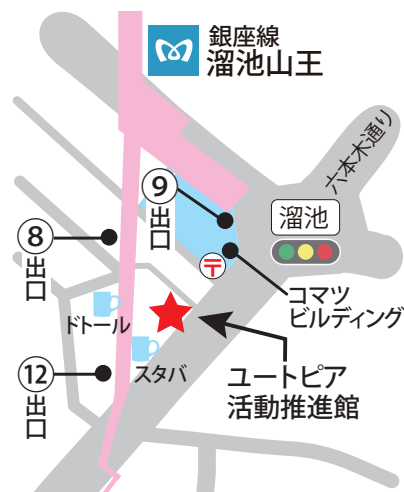 銀座線
溜池山王
六本木通り
⑨
出口
溜池
⑧
出口
〒
コマツ
ビルディング
ドトール
スタバ
ユートピア
活動推進館
⑫
出口